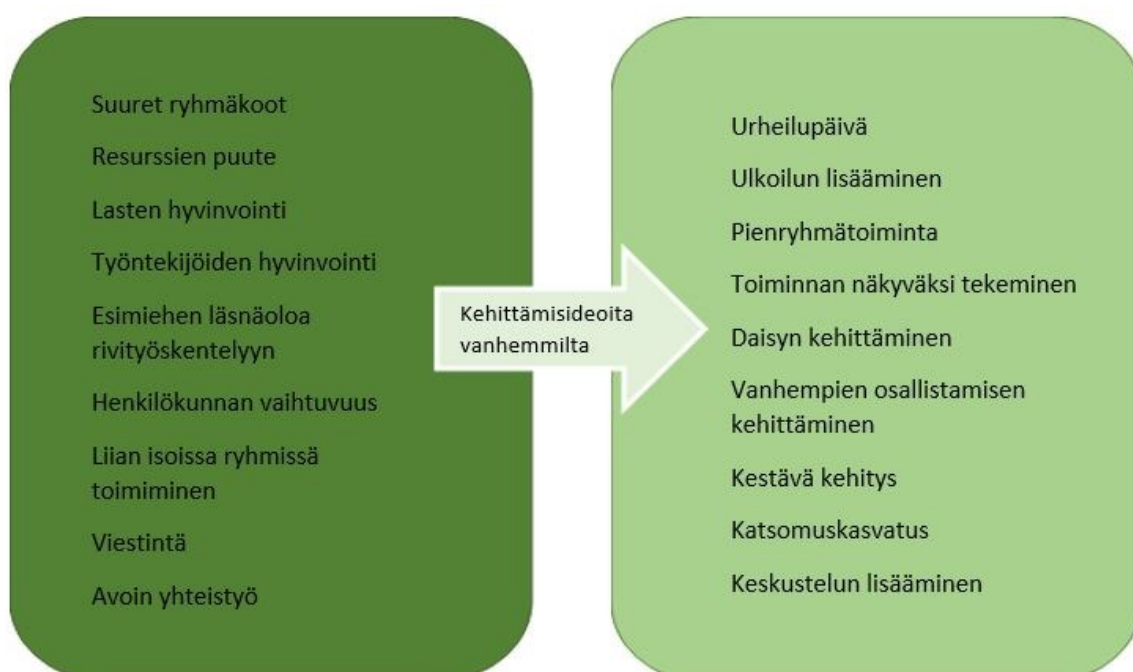 Suuret ryhmäkoot
Resurssien puute
Lasten hyvinvointi
Työntekijöiden hyvinvointi
Esimiehen läsnäoloa
rivityöskentelyyn
Henkilökunnan vaihtuvuus
Liian isoissa ryhmissä
toimiminen
Viestintä
Avoin yhteistyö
Kehittämisideoita
vanhemmilta
Urheilupäivä
Ulkoilun lisääminen
Pienryhmätoiminta
Toiminnan näkyväksi tekeminen
Daisyn kehittäminen
Vanhempien osallistamisen
kehittäminen
Kestävä kehitys
Katsomuskasvatus
Keskustelun lisääminen